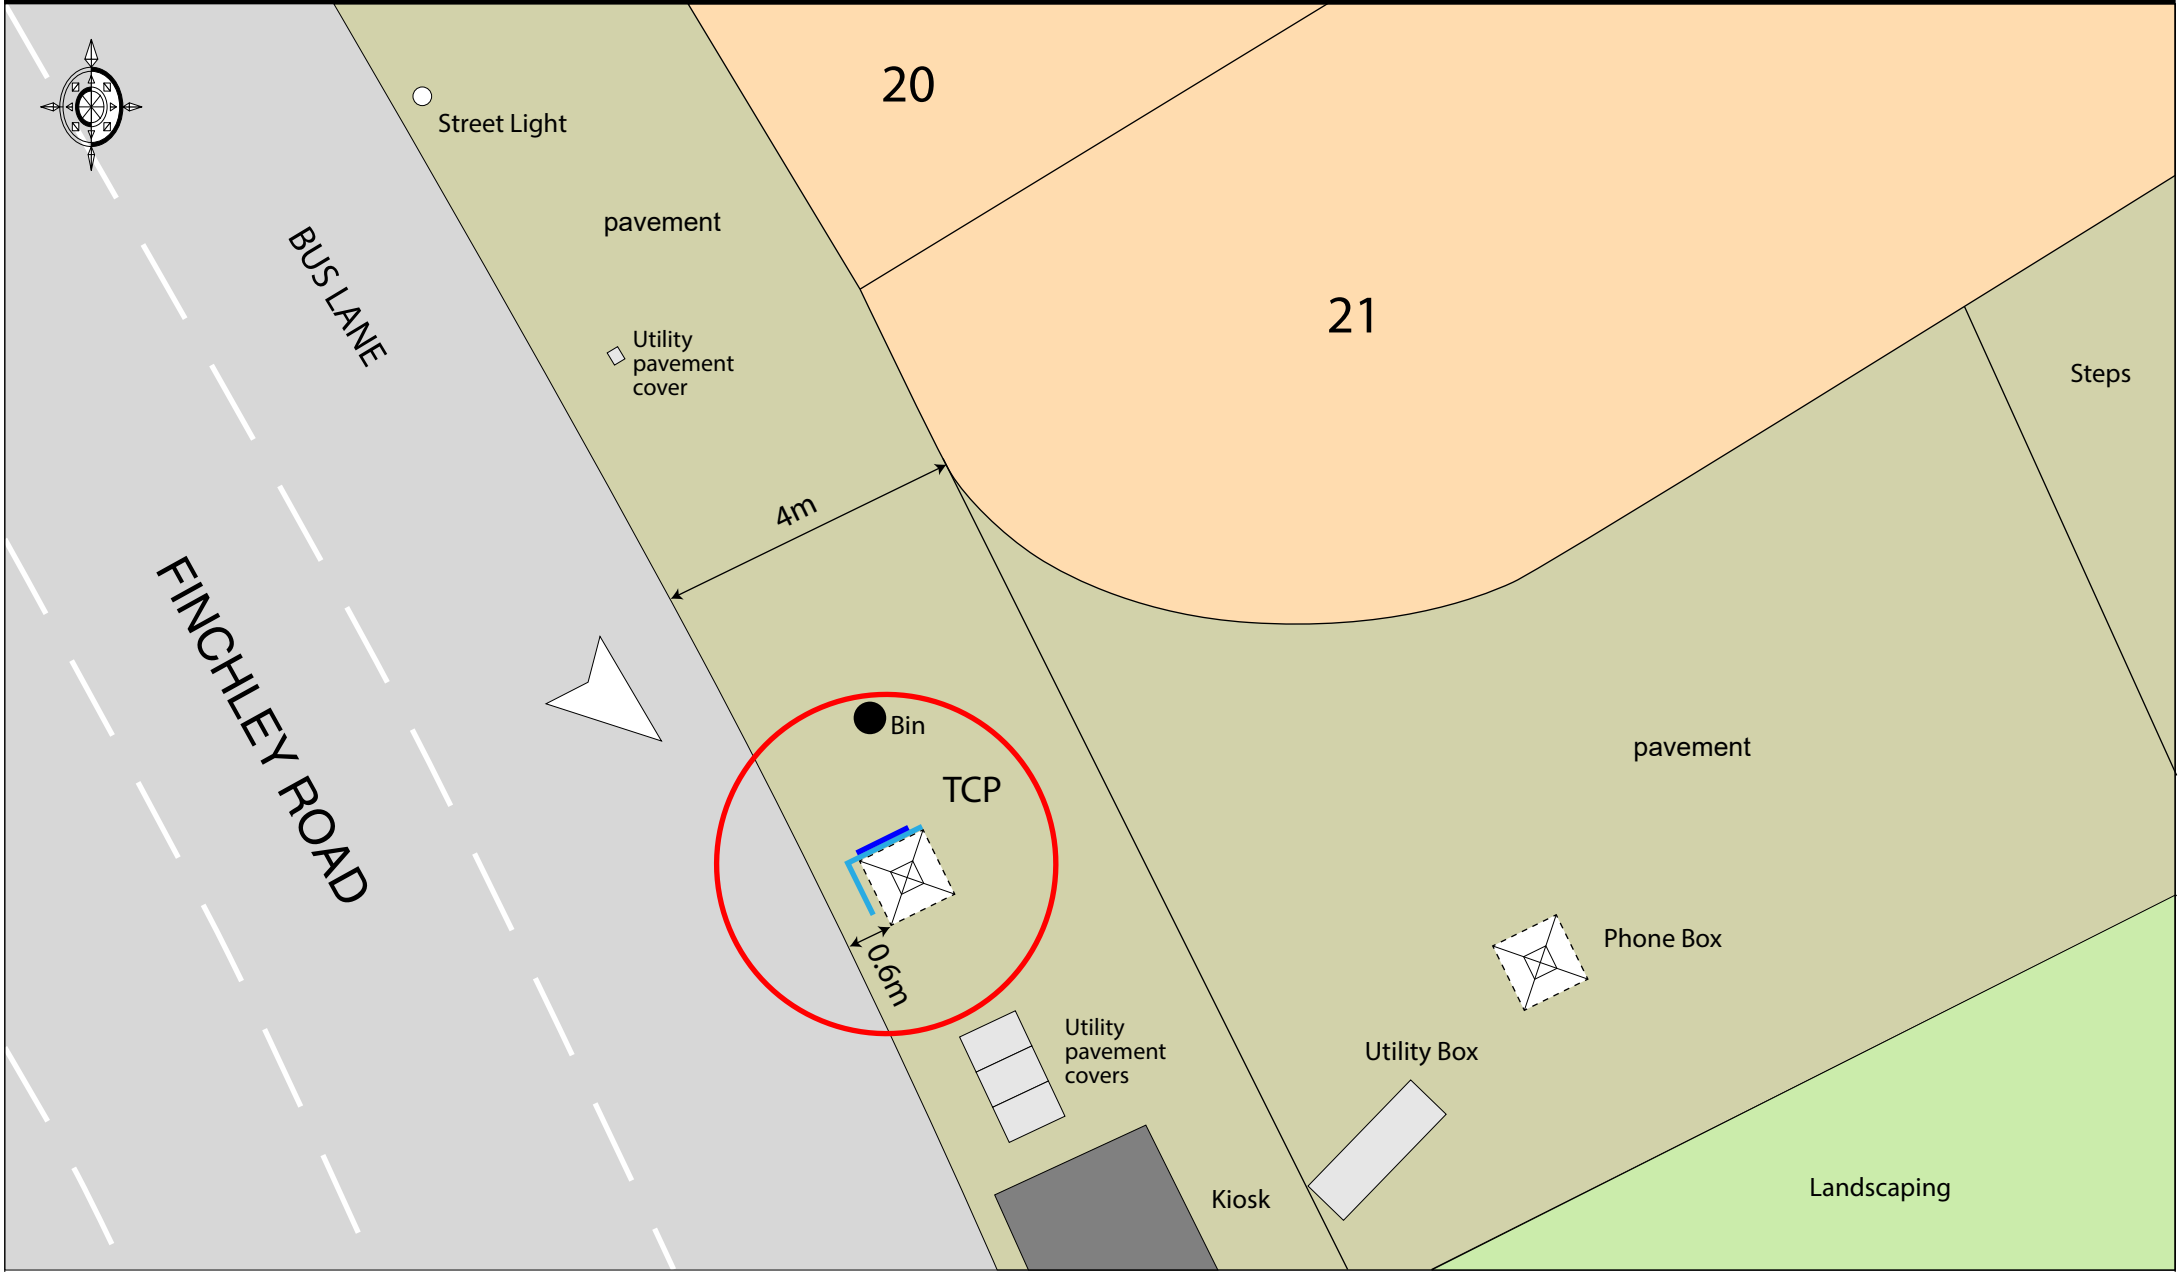 20
Street Light
pavement
BUS LANE
21
Utility
pavement
cover
Steps
4m
FINCHLEY ROAD
Bin
pavement
TCP
Phone Box
0.6m
Utility
pavement
covers
Utility Box
Landscaping
Kiosk